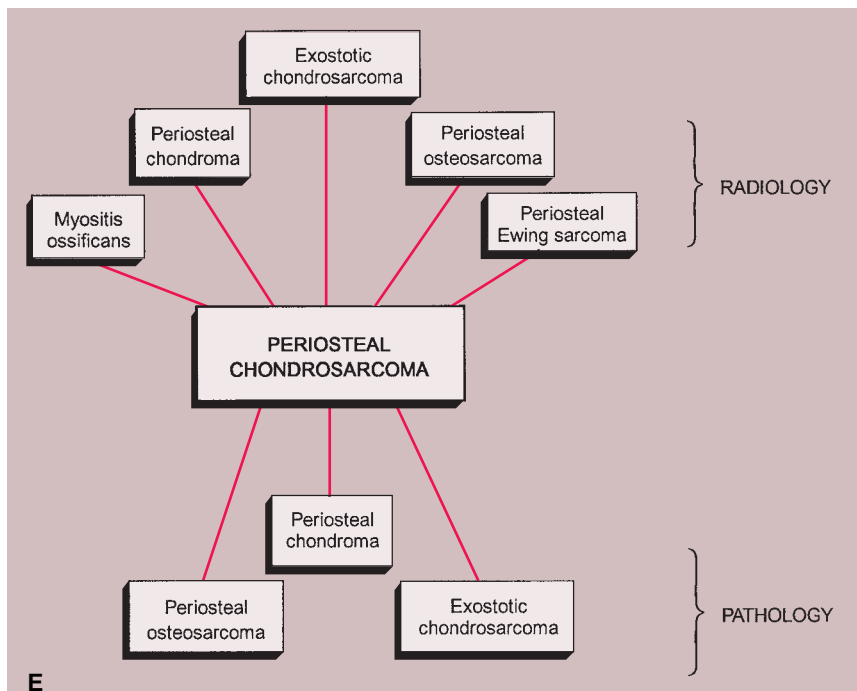 Exostotic
chondrosarcoma
Periosteal
chondroma
Periosteal
osteosarcoma
Myositis
ossificans
Periosteal
Ewing sarcoma
RADIOLOGY
PERIOSTEAL
CHONDROSARCOMA
Periosteal
chondroma
Periosteal
osteosarcoma
Exostotic
chondrosarcoma
PATHOLOGY
E